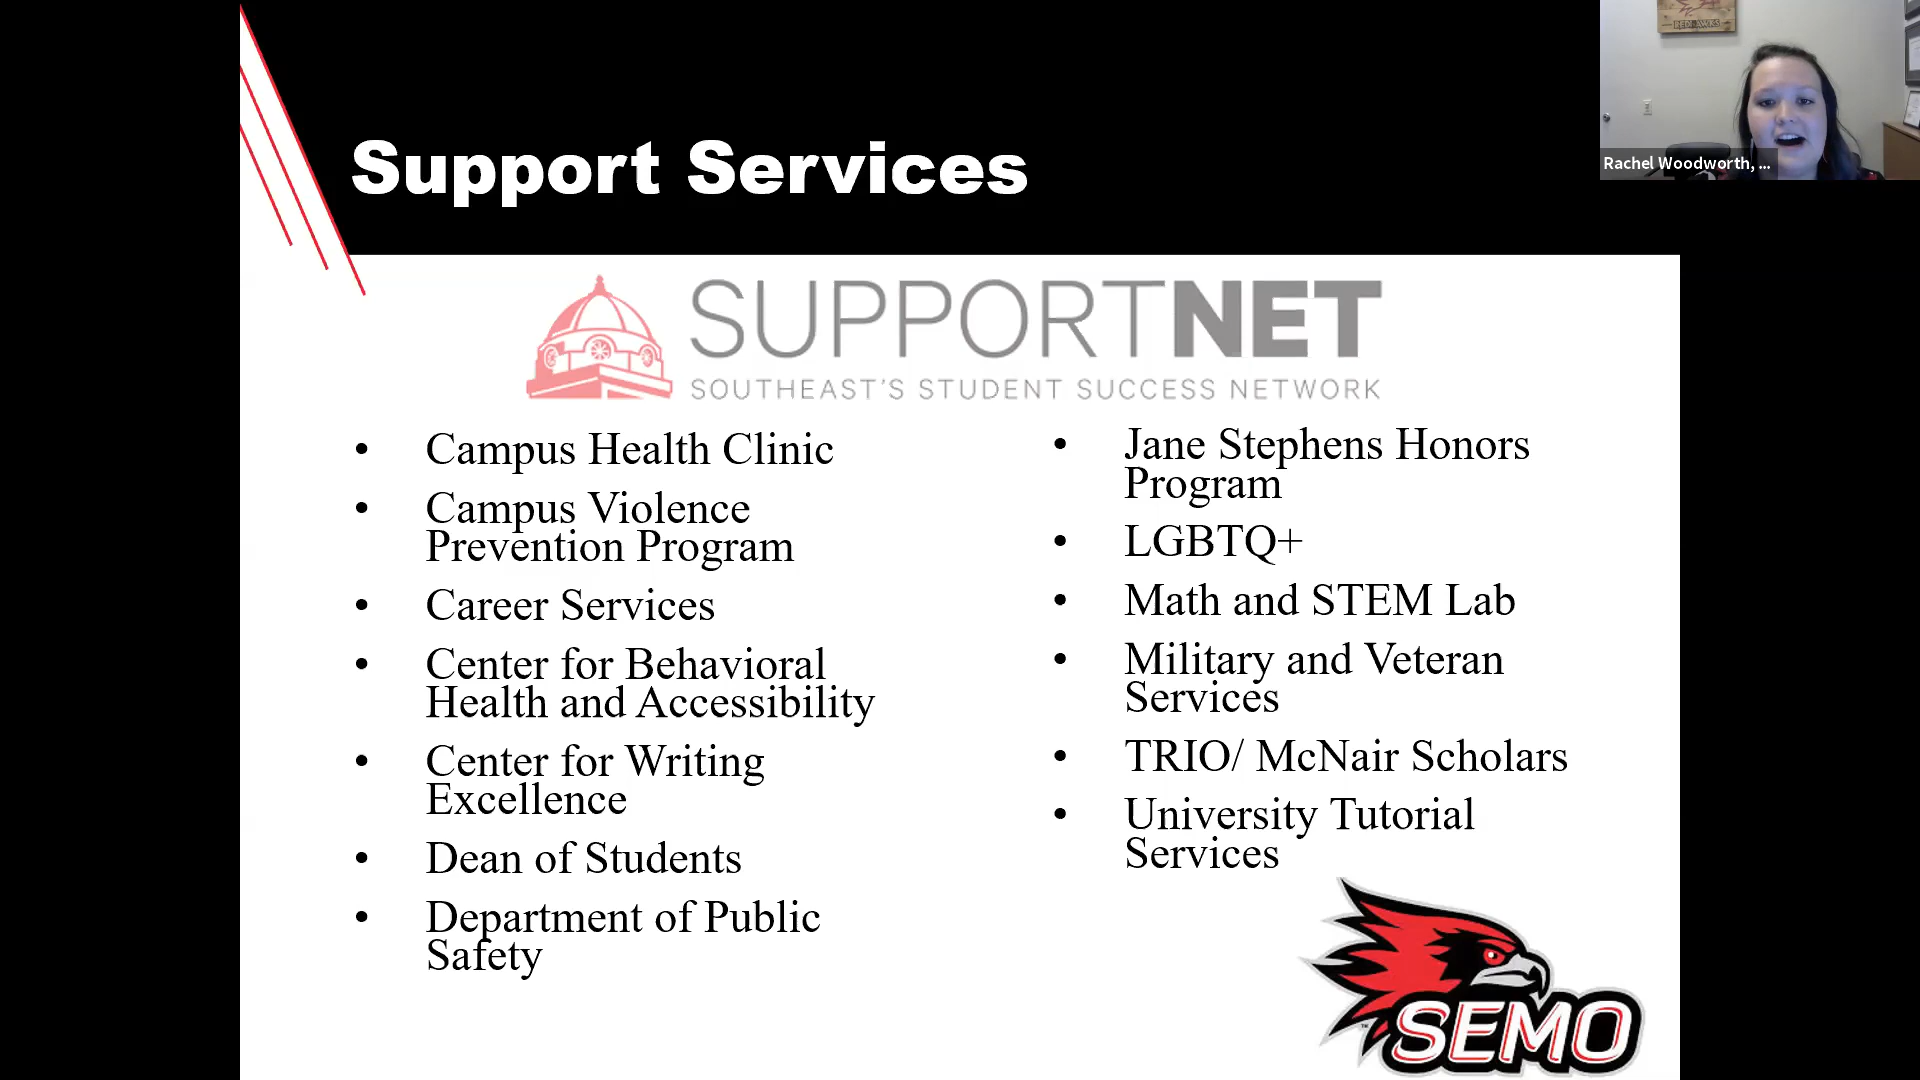 Support Services
REDHAWKS
Rachel Woodworth, ...
SUPPORTNET
SOUTHEAST'S STUDENT SUCCESS NETWORK
• Campus Health Clinic
• Campus Violence
Prevention Program
• Career Services
• Center for Behavioral
Health and Accessibility
• Center for Writing
Excellence
• Dean of Students
• Department of Public
Safety
• Jane Stephens Honors
Program
• LGBTQ+
• Math and STEM Lab
• Military and Veteran
Services
• TRIO/ McNair Scholars
• University Tutorial
Services
SEMO
TM